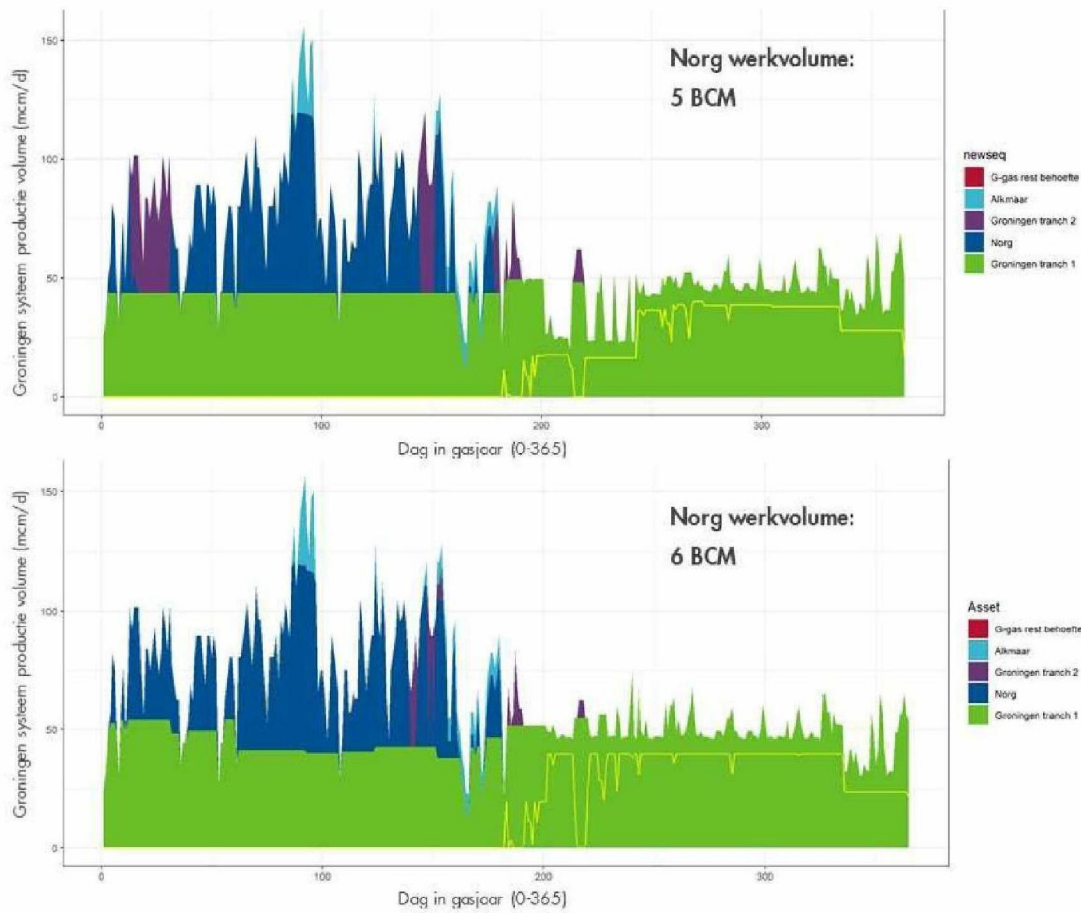 Groningen systeem productie volume (mcm/d)
150
100
50
0
0
100
200
300
Dag in gasjaar (0-365)
Norg werkvolume:
5 BCM
newseq
G-gas rest behoefte
Alkmaar
Groningen tranch 2
Norg
Groningen tranch 1
Groningen systeem productie volume (mcm/d)
150
100
50
0
0
100
200
300
Dag in gasjaar (0-365)
Norg werkvolume:
6 BCM
Asset
G-gas rest behoefte
Alkmaar
Groningen tranch 2
Norg
Groningen tranch 1